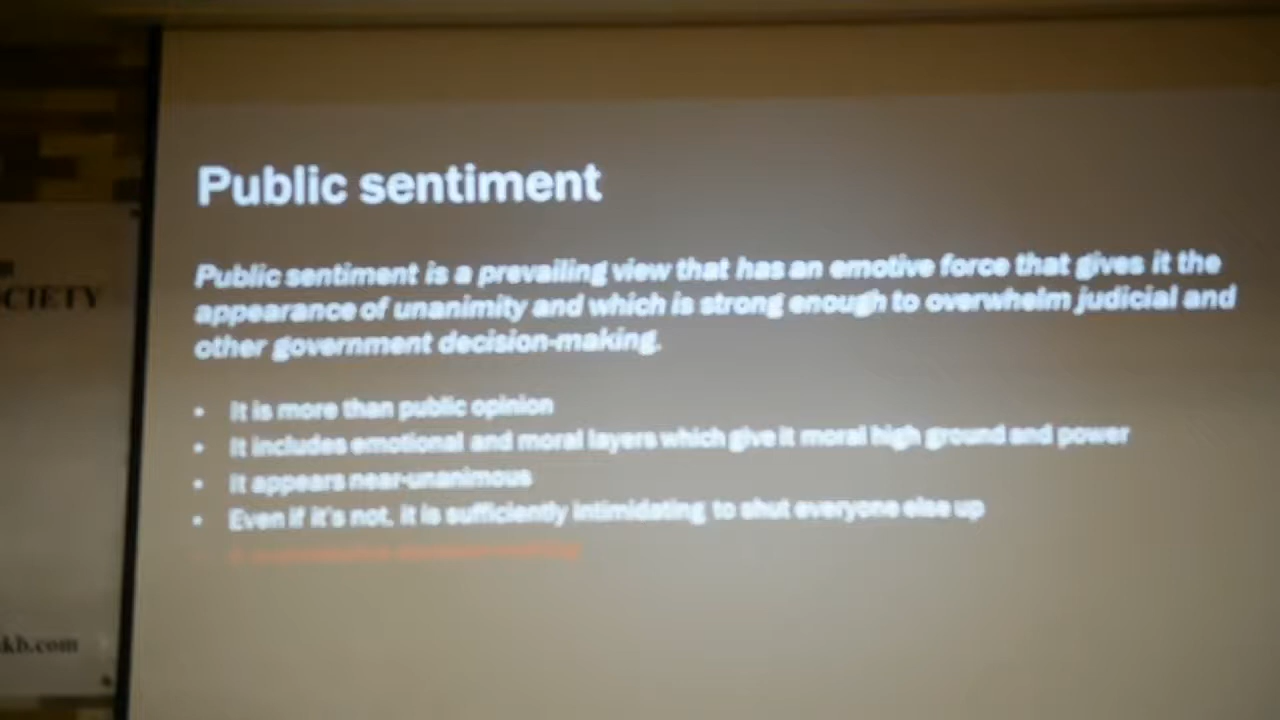 Public sentiment
Public sentiment is a prevailing view that has an emotive force that gives it the
appearance of unanimity and which is strong enough to overwhelm judicial and
other government decision-making.
• It is more than public opinion
• It includes emotional and moral layers which give it moral high ground and power
• It appears near-unanimous
• Even if it's not, it is sufficiently intimidating to shut everyone else up
CIETY
kb.com